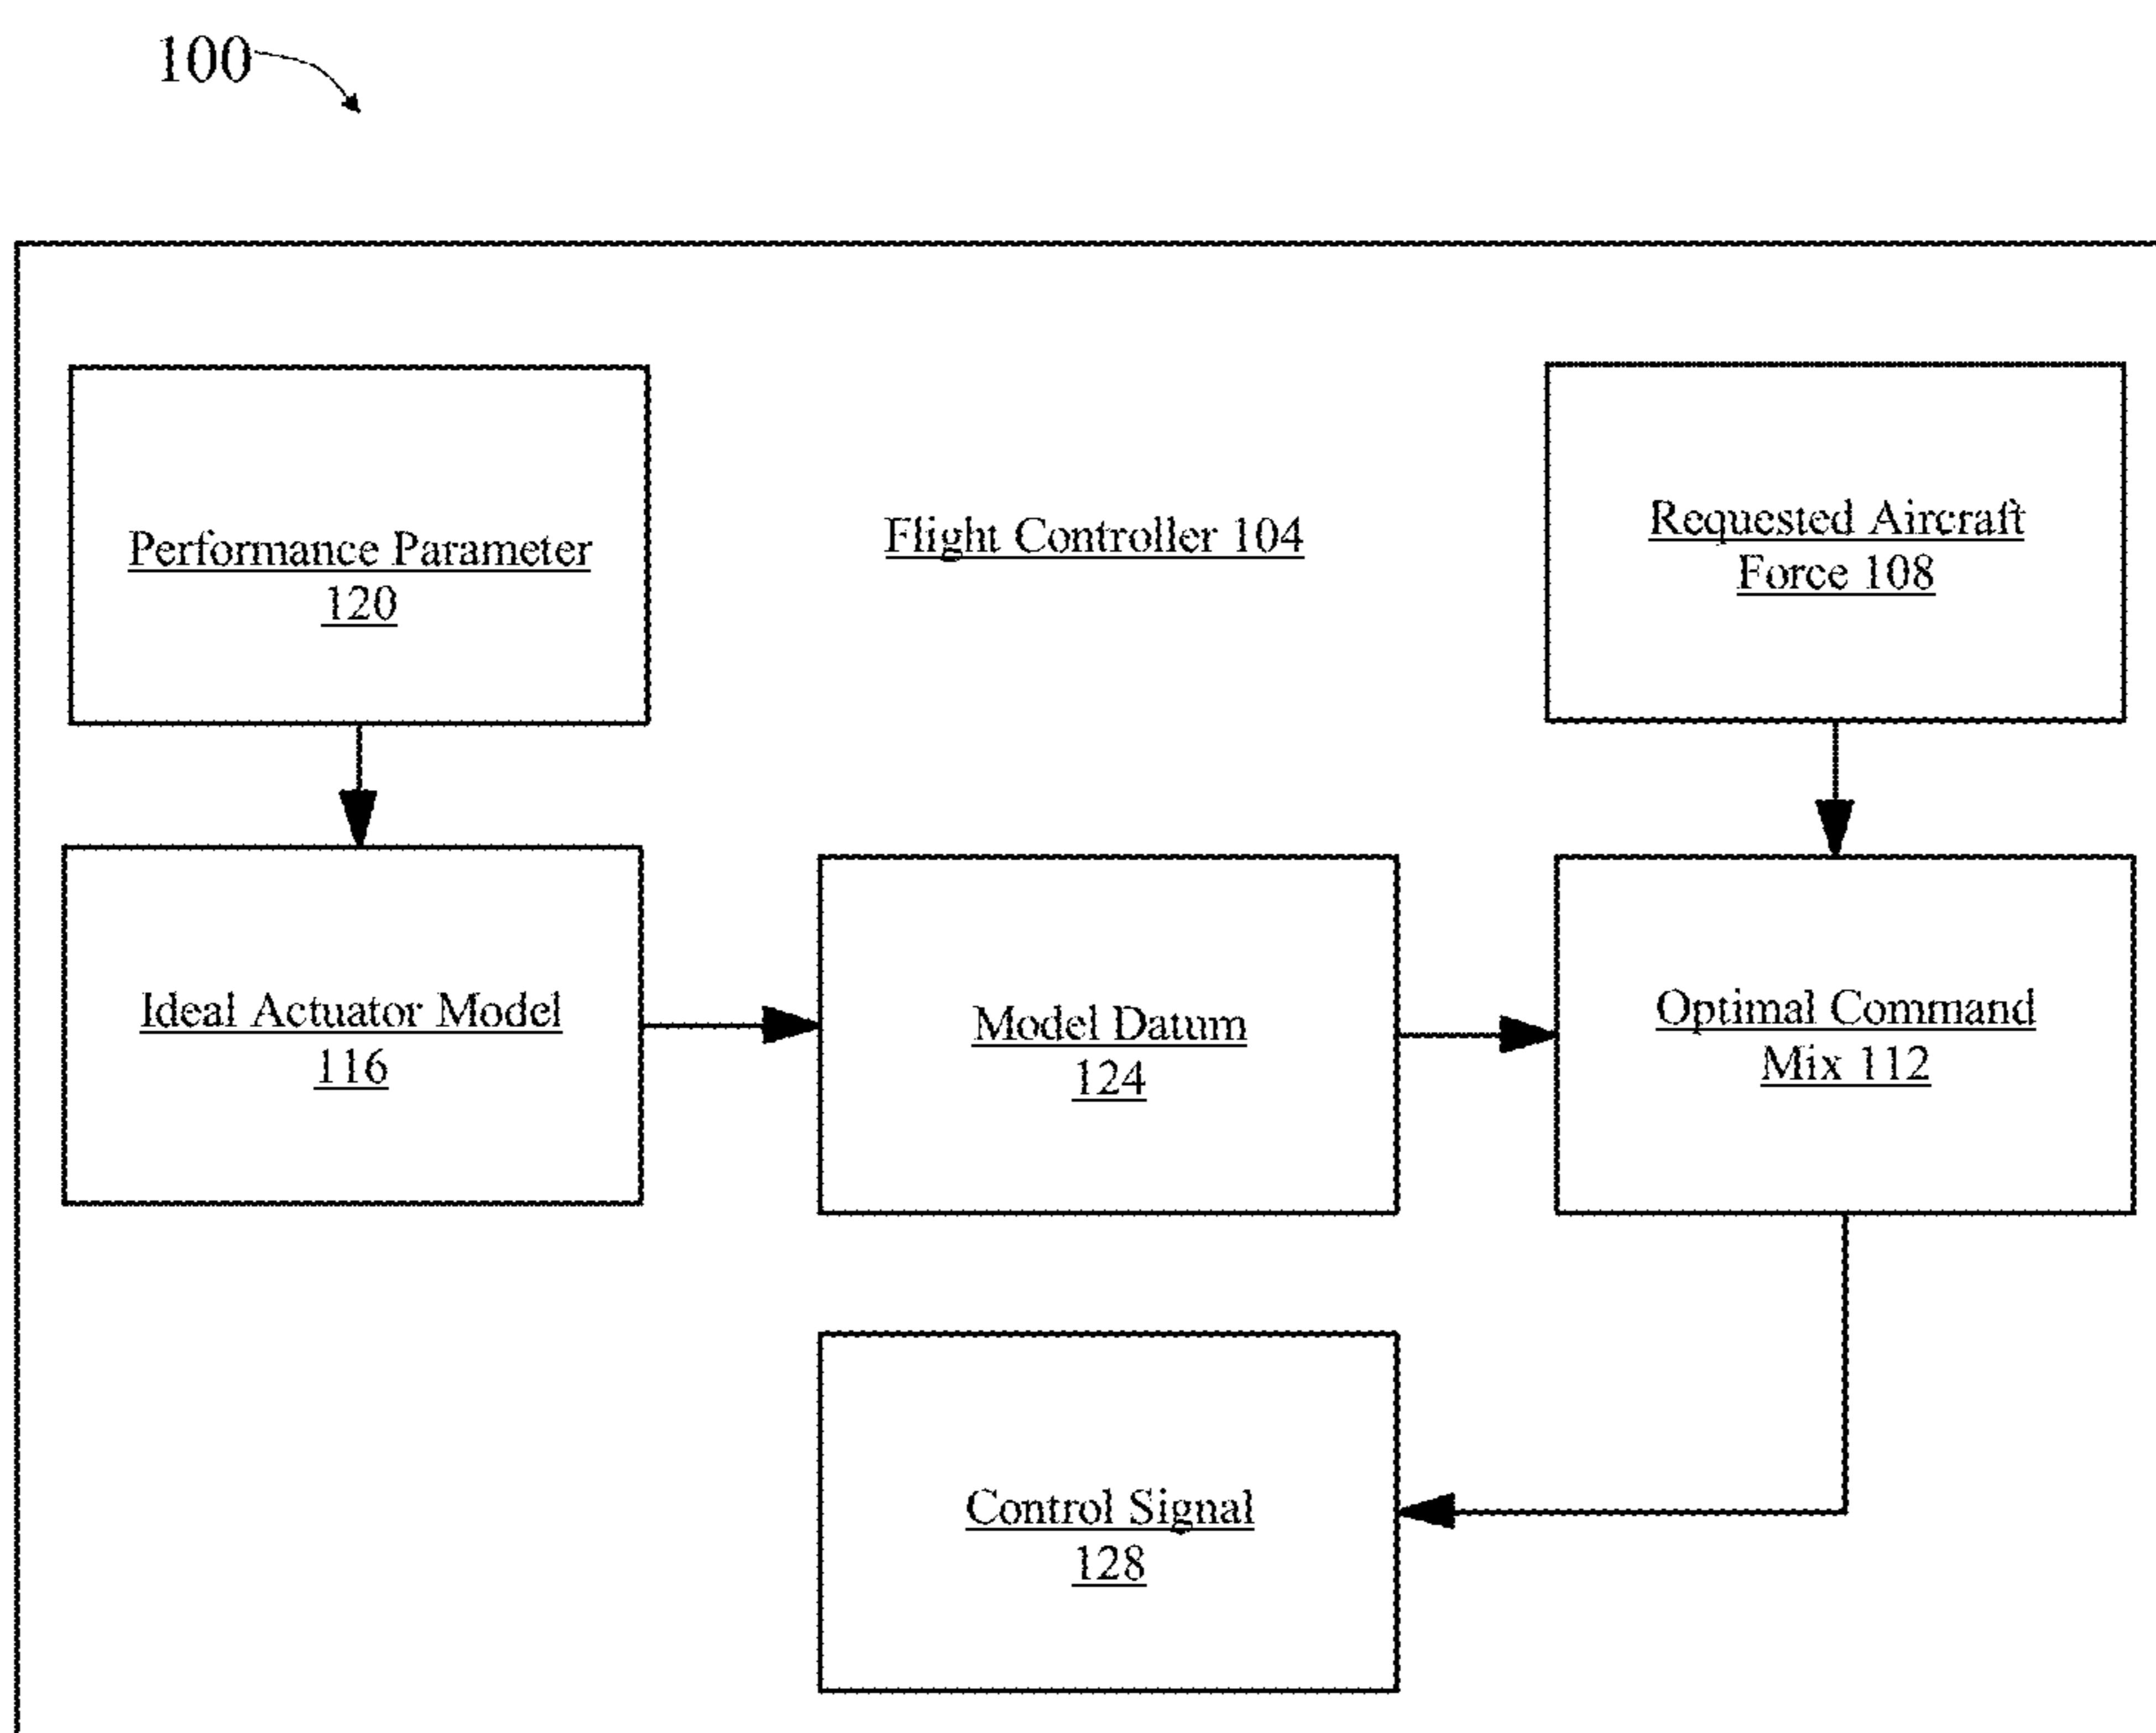 100
Performance Parameter
120
Flight Controller 104
Requested Aircraft
Force 108
Ideal Actuator Model
116
Model Datum
124
Optimal Command
Mix 112
Control Signal
128